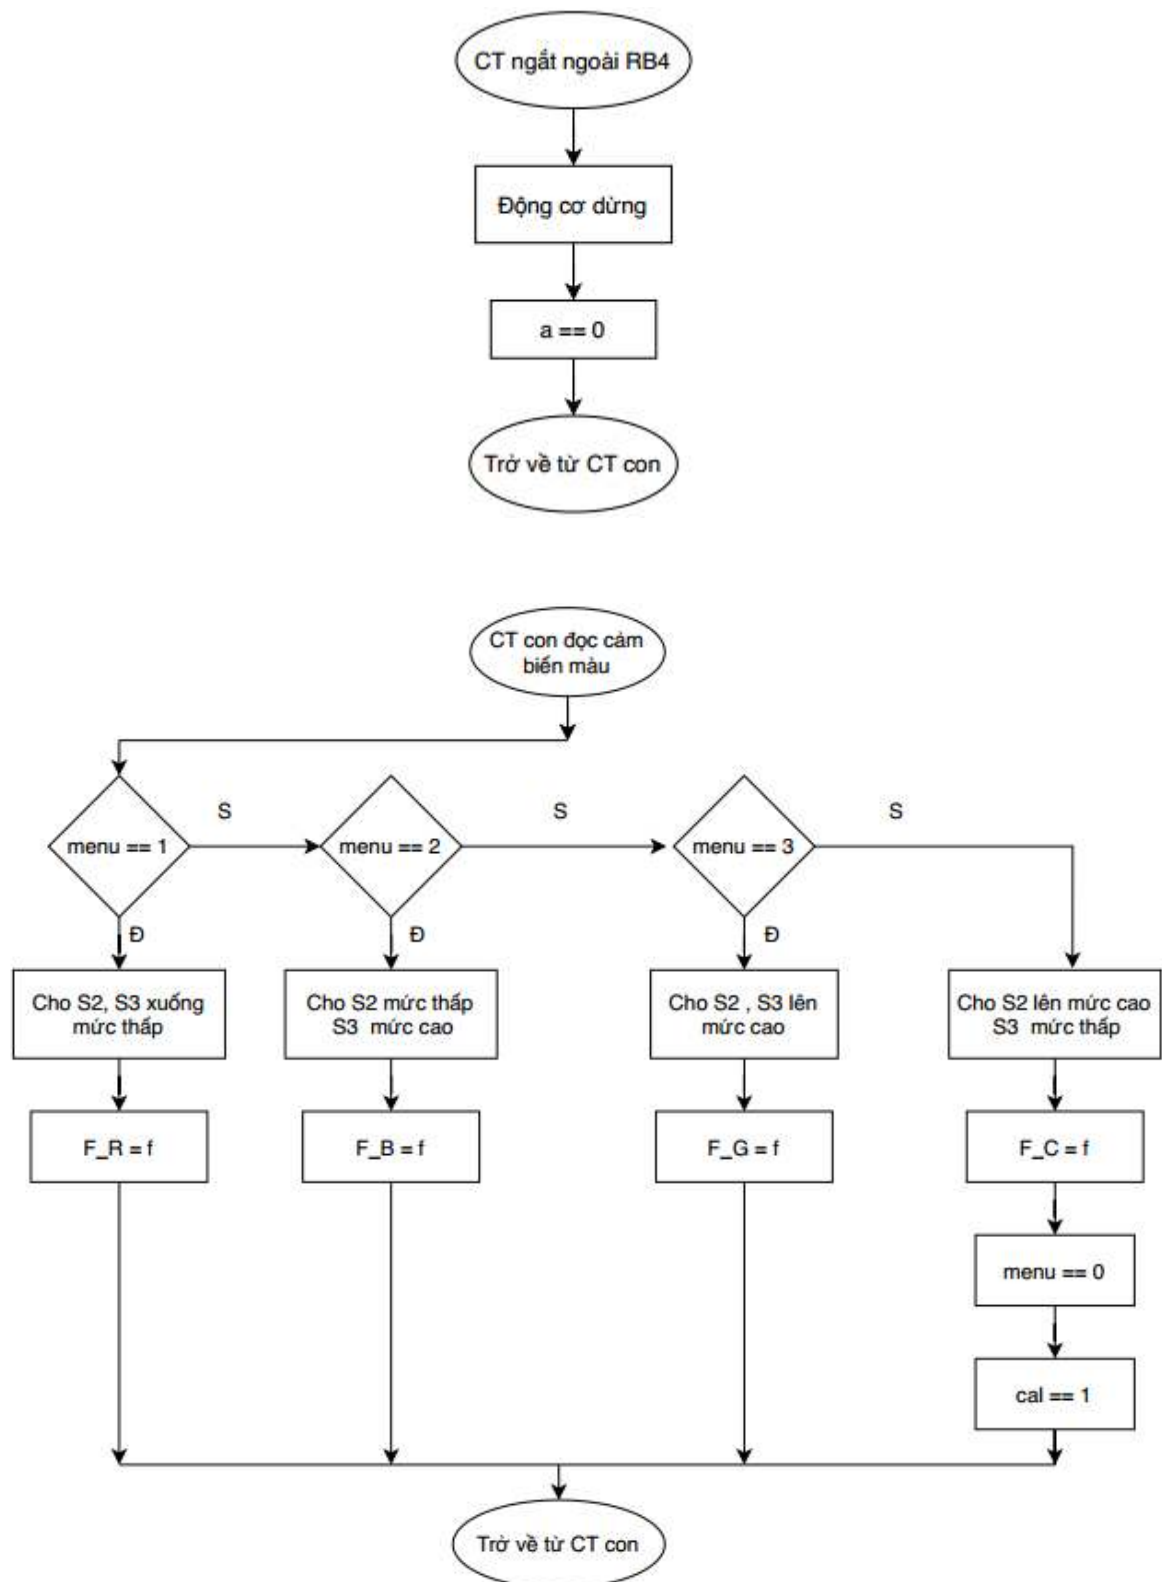 CT ngắt ngoài RB4
Động cơ dừng
a == 0
Trở về từ CT con
CT con đọc cảm
biến màu
S
S
S
menu == 1
menu == 2
menu == 3
Đ
Đ
Đ
Cho S2, S3 xuống
mức thấp
Cho S2 mức thấp
S3 mức cao
Cho S2 , S3 lên
mức cao
Cho S2 lên mức cao
S3 mức thấp
F_R = f
F_B = f
F_G = f
F_C = f
menu == 0
cal == 1
Trở về từ CT con